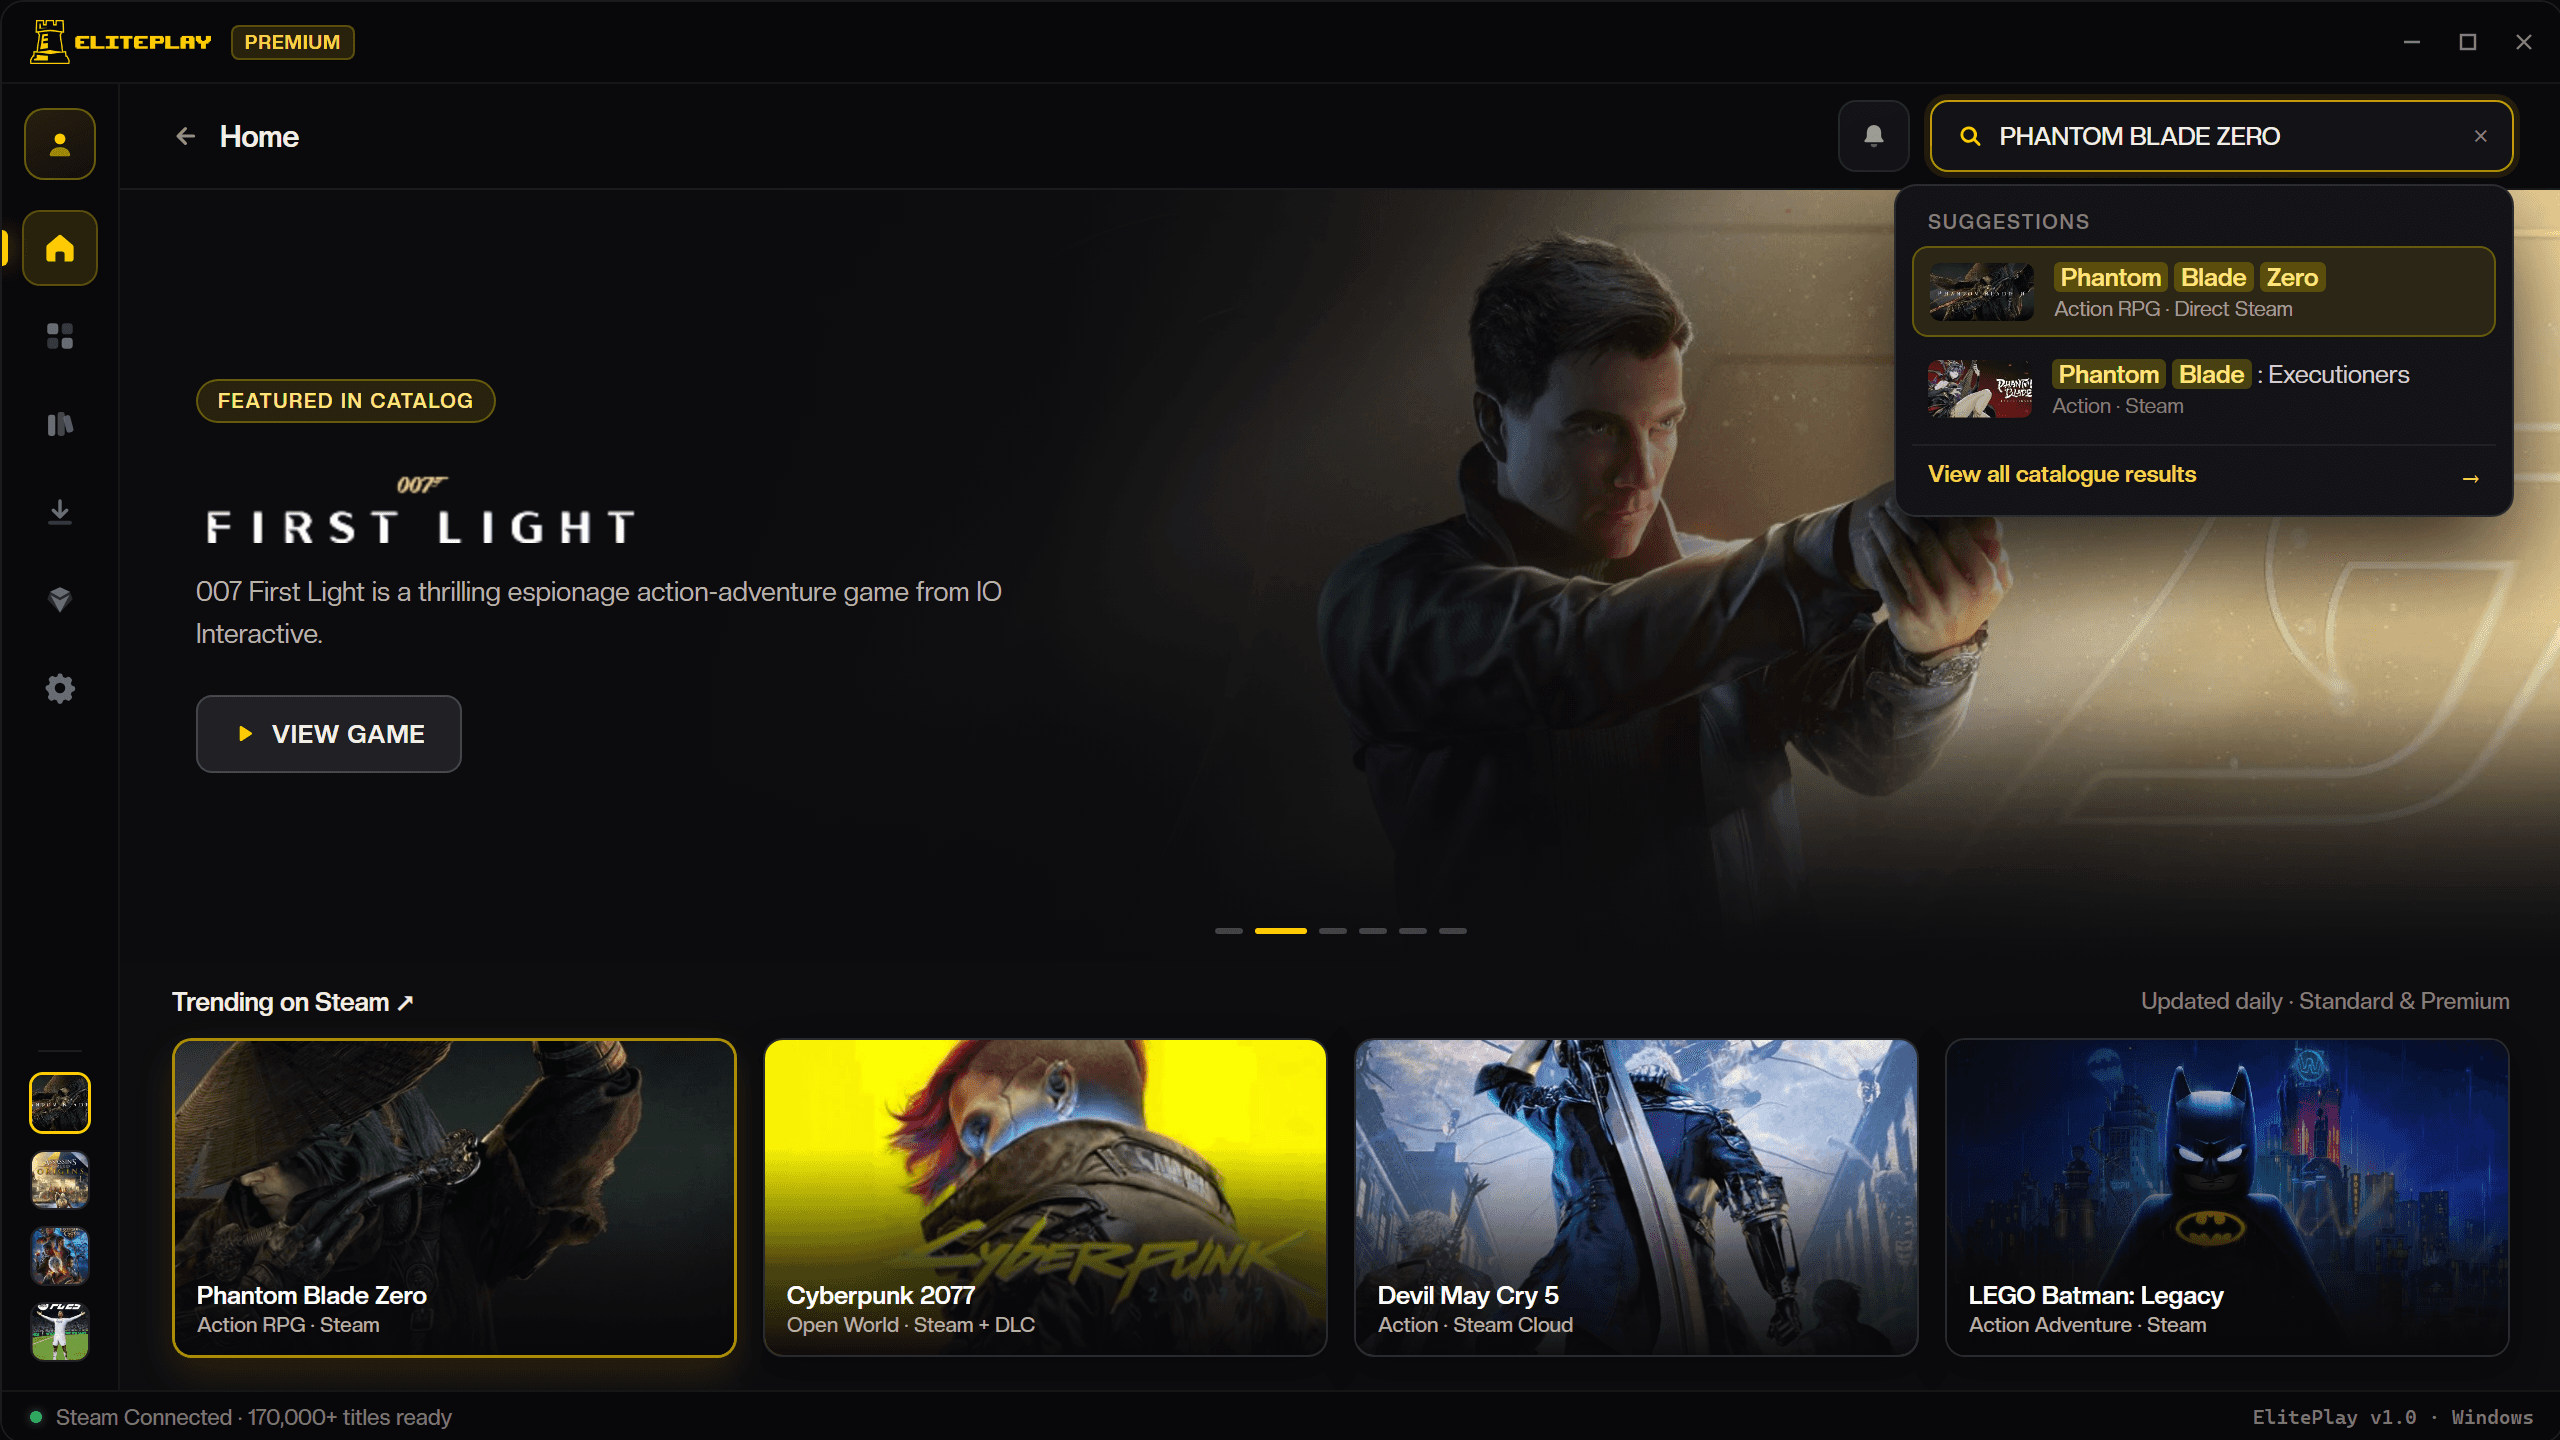 ELITEPLAY PREMIUM
Home
PHANTOM BLADE ZERO
SUGGESTIONS
Phantom Blade Zero
Action RPG · Direct Steam
Phantom Blade : Executioners
Action · Steam
View all catalogue results →
FEATURED IN CATALOG
007
FIRST LIGHT
007 First Light is a thrilling espionage action-adventure game from IO
Interactive.
VIEW GAME
Trending on Steam ↗
Updated daily · Standard & Premium
Phantom Blade Zero
Action RPG · Steam
CYBERPUNK
2077
Cyberpunk 2077
Open World · Steam + DLC
Devil May Cry 5
Action · Steam Cloud
LEGO Batman: Legacy
Action Adventure · Steam
ORIGINS
FC25
Steam Connected · 170,000+ titles ready
ElitePlay v1.0 · Windows